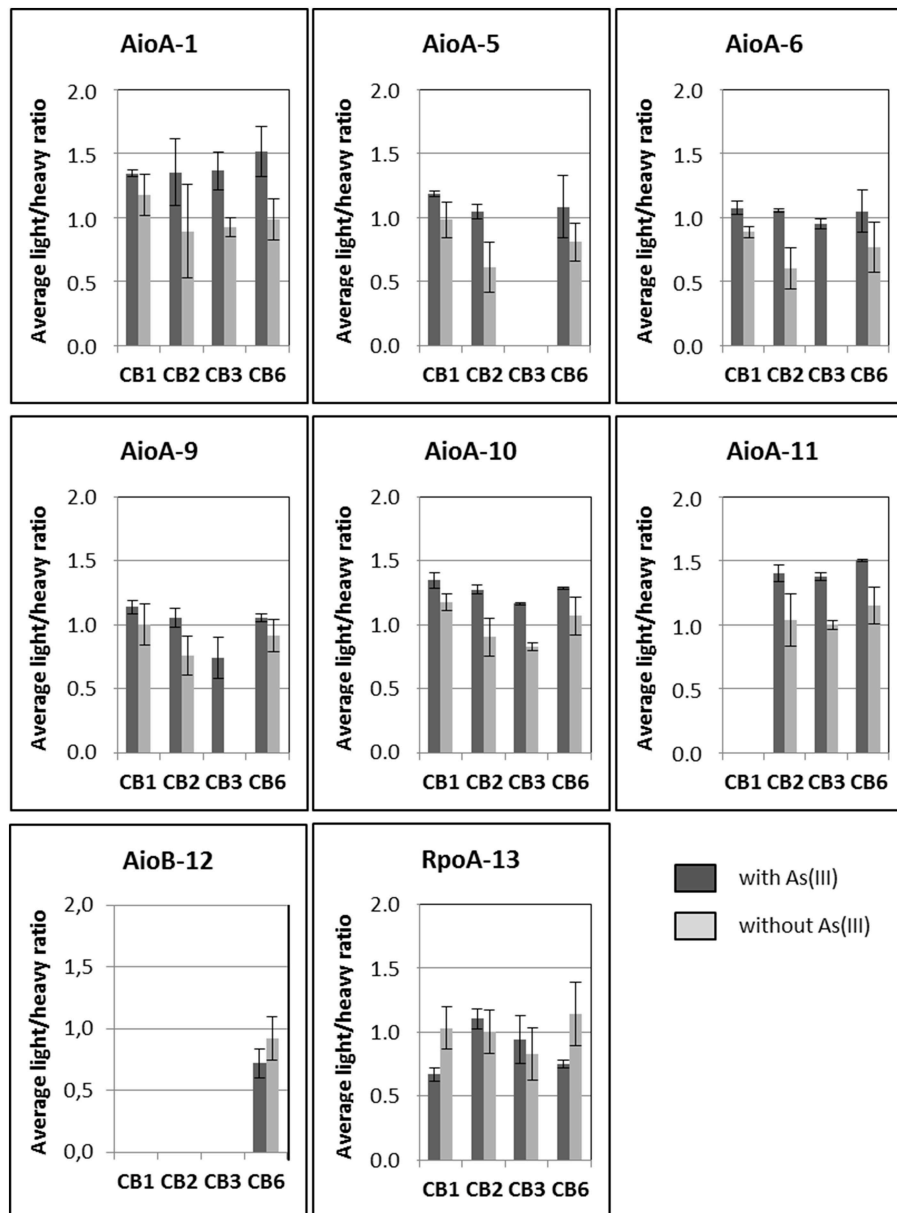 AioA-1
Average light/heavy ratio
2.0
1.5
1.0
0.5
0.0
CB1 CB2 CB3 CB6
AioA-5
Average light/heavy ratio
2.0
1.5
1.0
0.5
0.0
CB1 CB2 CB3 CB6
AioA-6
Average light/heavy ratio
2.0
1.5
1.0
0.5
0.0
CB1 CB2 CB3 CB6
AioA-9
Average light/heavy ratio
2.0
1.5
1.0
0.5
0.0
CB1 CB2 CB3 CB6
AioA-10
Average light/heavy ratio
2.0
1.5
1.0
0.5
0.0
CB1 CB2 CB3 CB6
AioA-11
Average light/heavy ratio
2.0
1.5
1.0
0.5
0.0
CB1 CB2 CB3 CB6
AioB-12
Average light/heavy ratio
2,0
1,5
1,0
0,5
0,0
CB1 CB2 CB3 CB6
RpoA-13
Average light/heavy ratio
2.0
1.5
1.0
0.5
0.0
CB1 CB2 CB3 CB6
with As(III)
without As(III)